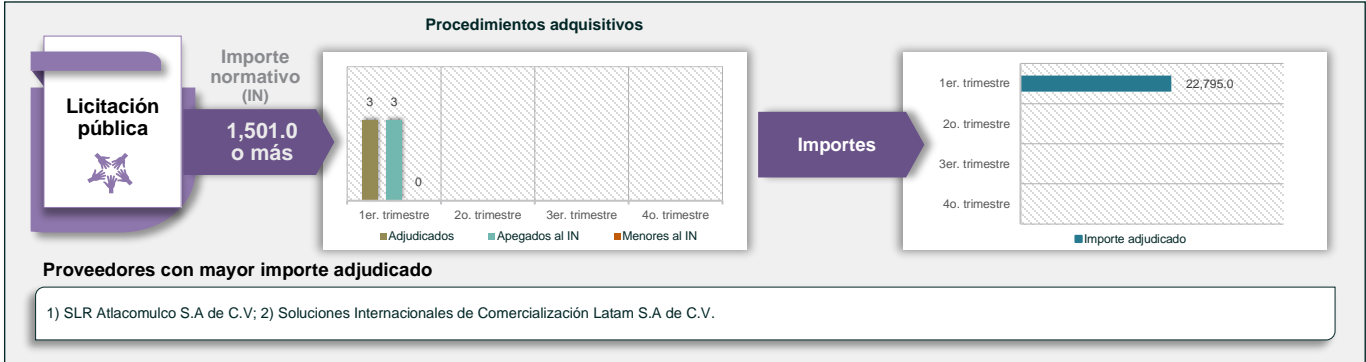 Procedimientos adquisitivos
Licitación
pública
Importe
normativo
(IN)
1,501.0
o más
3 3
0
1er. trimestre 2o. trimestre 3er. trimestre 4o. trimestre
Adjudicados Apegados al IN Menores al IN
Importes
1er. trimestre 22,795.0
2o. trimestre
3er. trimestre
4o. trimestre
Importe adjudicado
Proveedores con mayor importe adjudicado
1) SLR Atlacomulco S.A de C.V; 2) Soluciones Internacionales de Comercialización Latam S.A de C.V.